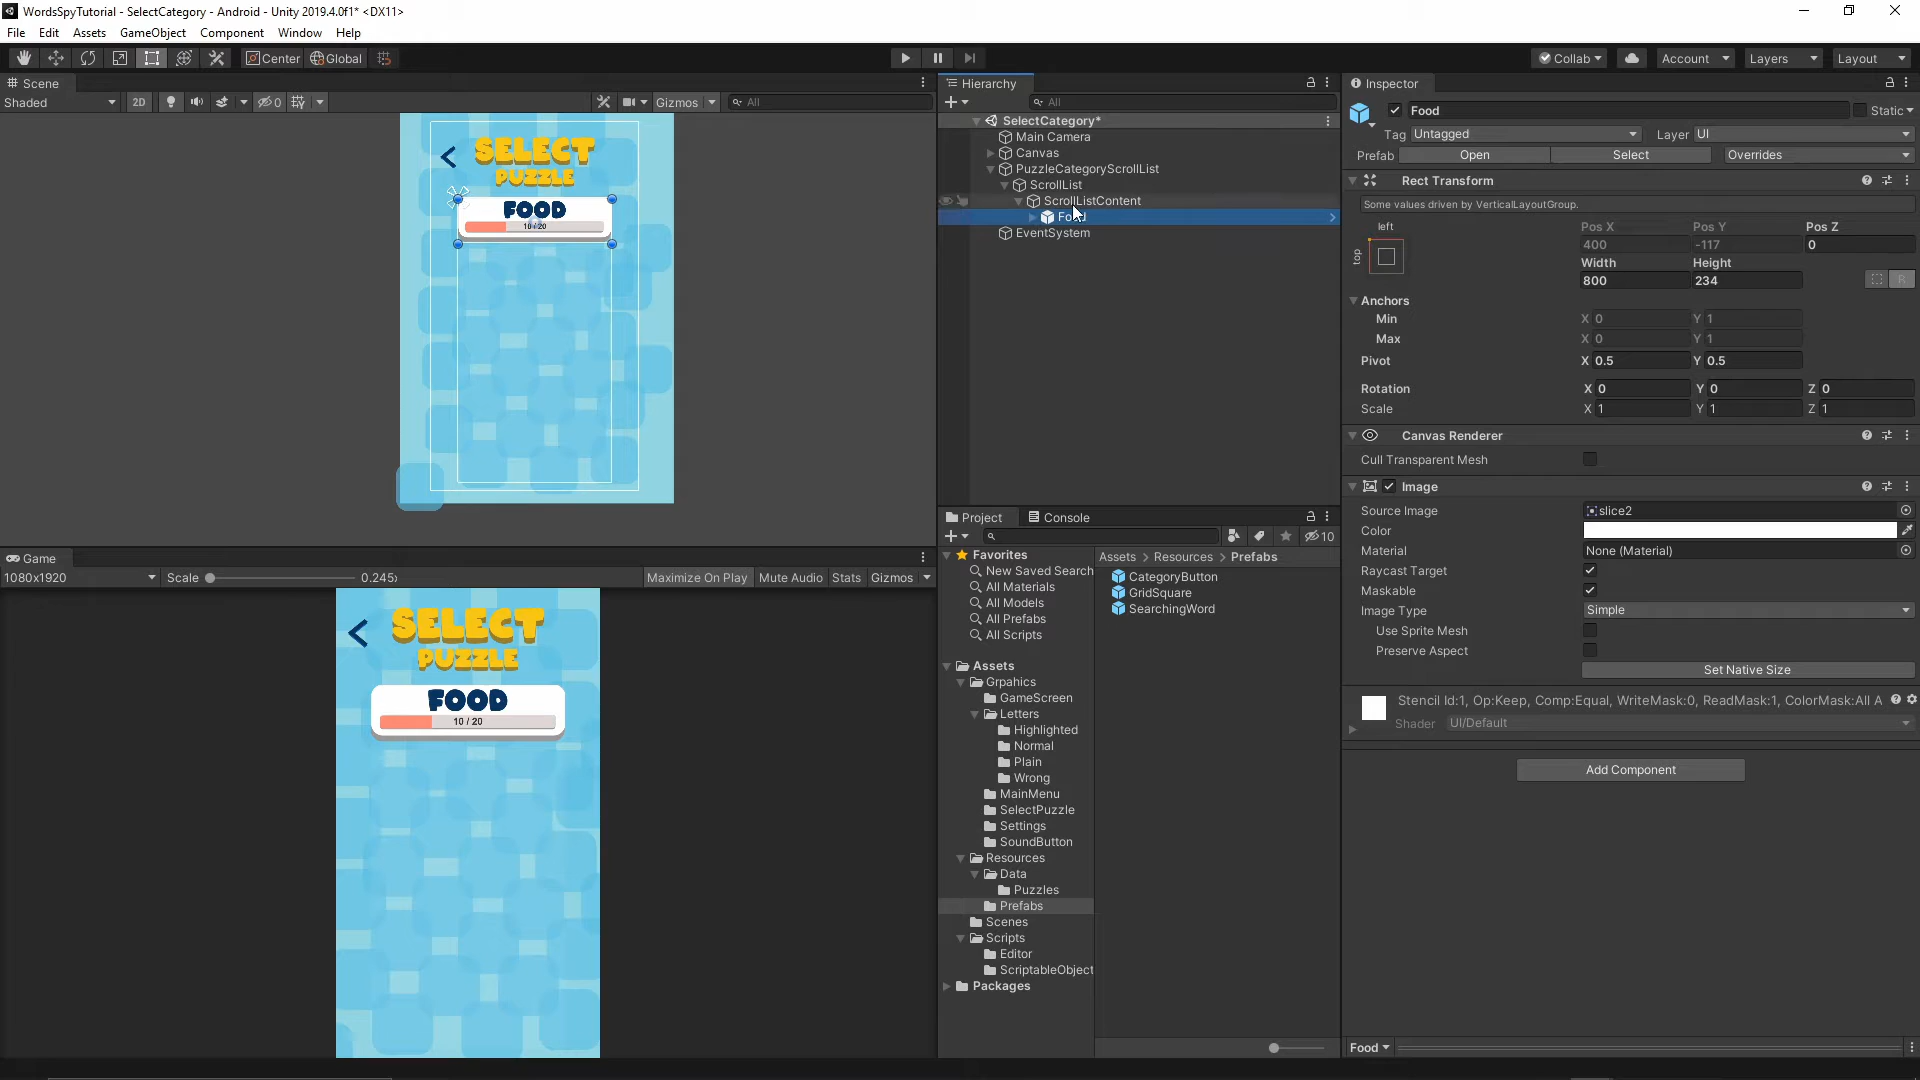 WordsSpyTutorial - SelectCategory - Android - Unity 2019.4.0f1* <DX11>
File Edit Assets GameObject Component Window Help
Center Global Collab Account Layers Layout
Scene
Shaded 2D 0 Gizmos All
SELECT
PUZZLE
FOOD
10 / 20
Game
1080x1920 Scale 0.245x Maximize On Play Mute Audio Stats Gizmos
SELECT
PUZZLE
FOOD
10 / 20
Hierarchy
All
SelectCategory*
Main Camera
Canvas
PuzzleCategoryScrollList
ScrollList
ScrollListContent
Food
EventSystem
Project Console
10
Favorites
New Saved Search
All Materials
All Models
All Prefabs
All Scripts
Assets
Grpahics
GameScreen
Letters
Highlighted
Normal
Plain
Wrong
MainMenu
SelectPuzzle
Settings
SoundButton
Resources
Data
Puzzles
Prefabs
Scenes
Scripts
Editor
ScriptableObject
Packages
Assets > Resources > Prefabs
CategoryButton
GridSquare
SearchingWord
Inspector
Food Static
Tag Untagged Layer UI
Prefab Open Select Overrides
Rect Transform
Some values driven by VerticalLayoutGroup.
left Pos X Pos Y Pos Z
top 400 -117 0
Width Height
800 234 R
Anchors
Min X 0 Y 1
Max X 0 Y 1
Pivot X 0.5 Y 0.5
Rotation X 0 Y 0 Z 0
Scale X 1 Y 1 Z 1
Canvas Renderer
Cull Transparent Mesh
Image
Source Image slice2
Color
Material None (Material)
Raycast Target
Maskable
Image Type Simple
Use Sprite Mesh
Preserve Aspect
Set Native Size
Stencil Id:1, Op:Keep, Comp:Equal, WriteMask:0, ReadMask:1, ColorMask:All A
Shader UI/Default
Add Component
Food